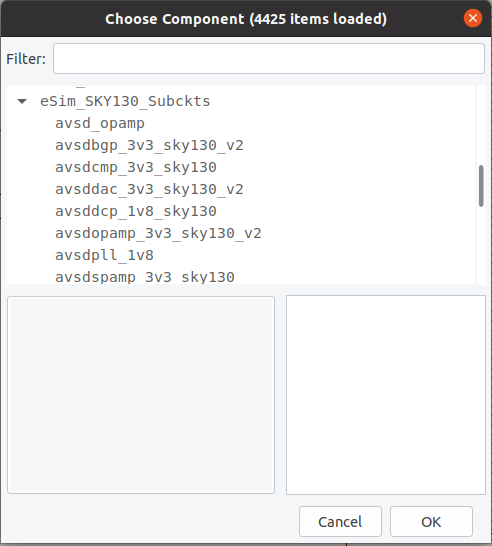 Choose Component (4425 items loaded)
Filter:
eSim_SKY130_Subckts
avsd_opamp
avsdbgp_3v3_sky130_v2
avsdcmp_3v3_sky130
avsddac_3v3_sky130_v2
avsddcp_1v8_sky130
avsdopamp_3v3_sky130_v2
avsdpll_1v8
avsdspamp_3v3_sky130
Cancel
OK